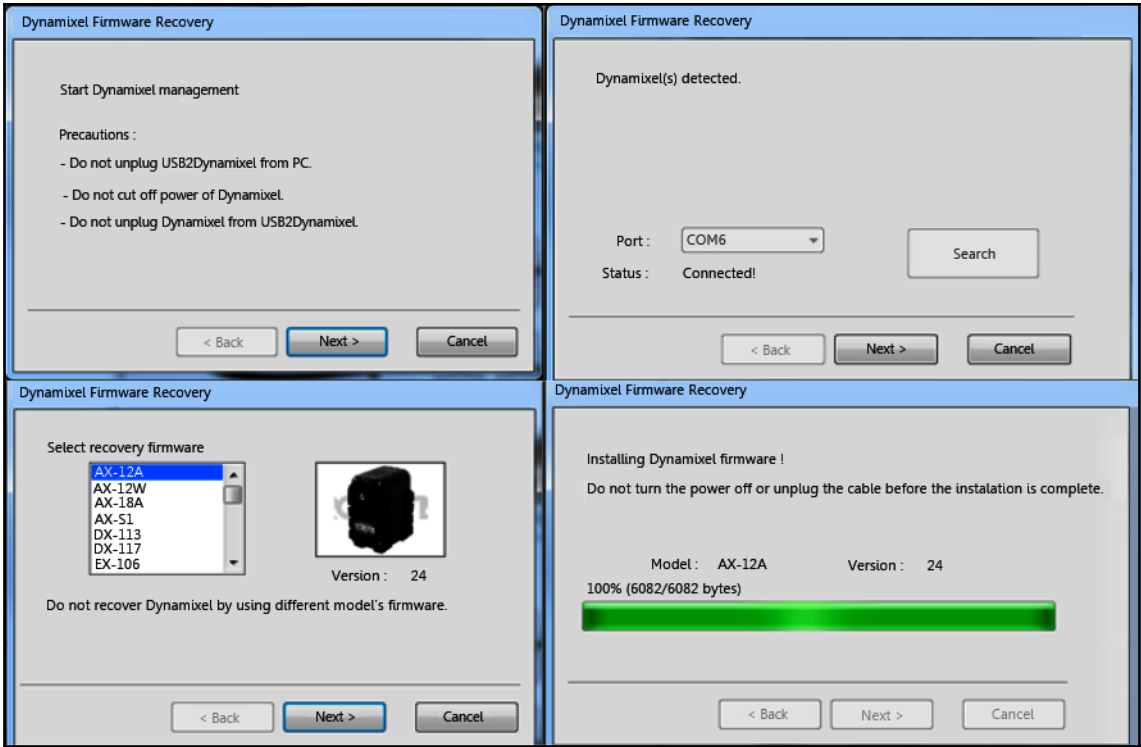 Dynamixel Firmware Recovery
Start Dynamixel management
Precautions :
- Do not unplug USB2Dynamixel from PC.
- Do not cut off power of Dynamixel.
- Do not unplug Dynamixel from USB2Dynamixel.
< Back
Next >
Cancel
Dynamixel Firmware Recovery
Dynamixel(s) detected.
Port : COM6
Search
Status : Connected!
< Back
Next >
Cancel
Dynamixel Firmware Recovery
Select recovery firmware
AX-12A
AX-12W
AX-18A
AX-S1
DX-113
DX-117
EX-106
Version : 24
Do not recover Dynamixel by using different model's firmware.
< Back
Next >
Cancel
Dynamixel Firmware Recovery
Installing Dynamixel firmware !
Do not turn the power off or unplug the cable before the instalation is complete.
Model : AX-12A Version : 24
100% (6082/6082 bytes)
< Back
Next >
Cancel